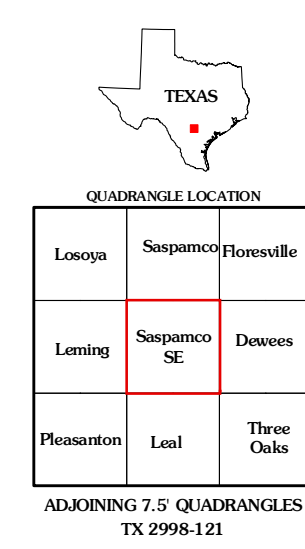 TEXAS
QUADRANGLE LOCATION
Losoya
Saspamco
Floresville
Leming
Saspamco
SE
Dewees
Pleasanton
Leal
Three
Oaks
ADJOINING 7.5' QUADRANGLES
TX 2998-121